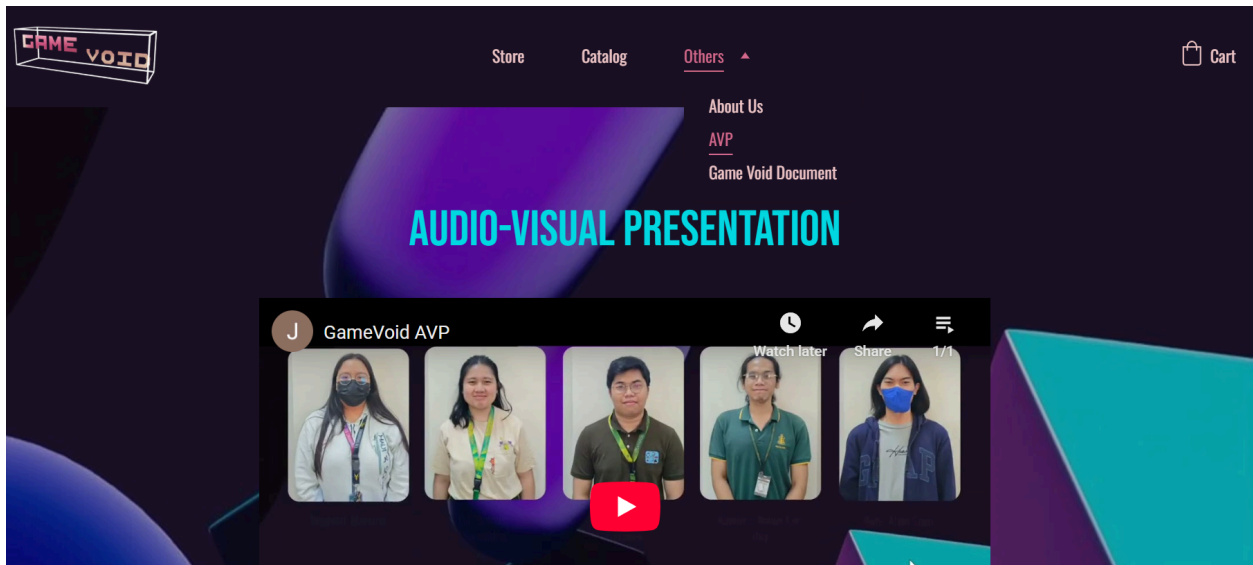 GAME VOID
Store Catalog Others Cart
About Us
AVP
Game Void Document
AUDIO-VISUAL PRESENTATION
J GameVoid AVP
Watch later Share 1/1